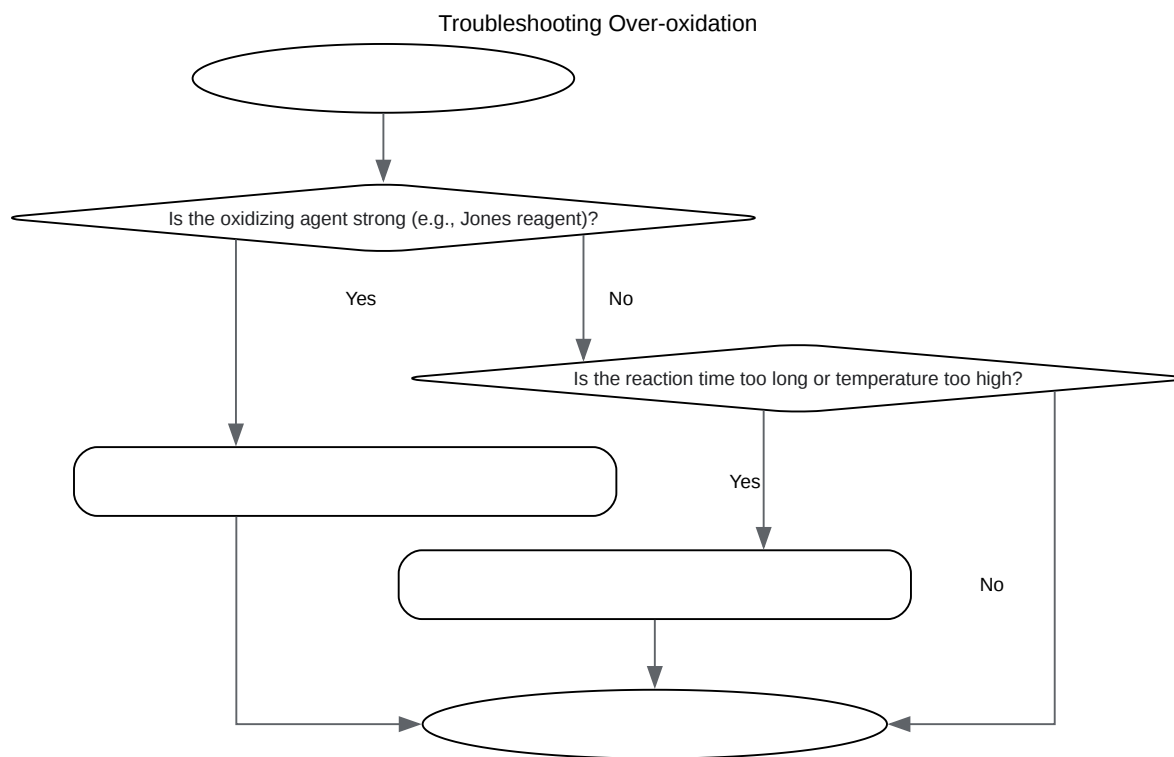 Troubleshooting Over-oxidation
Is the oxidizing agent strong (e.g., Jones reagent)?
Yes
No
Is the reaction time too long or temperature too high?
Yes
No